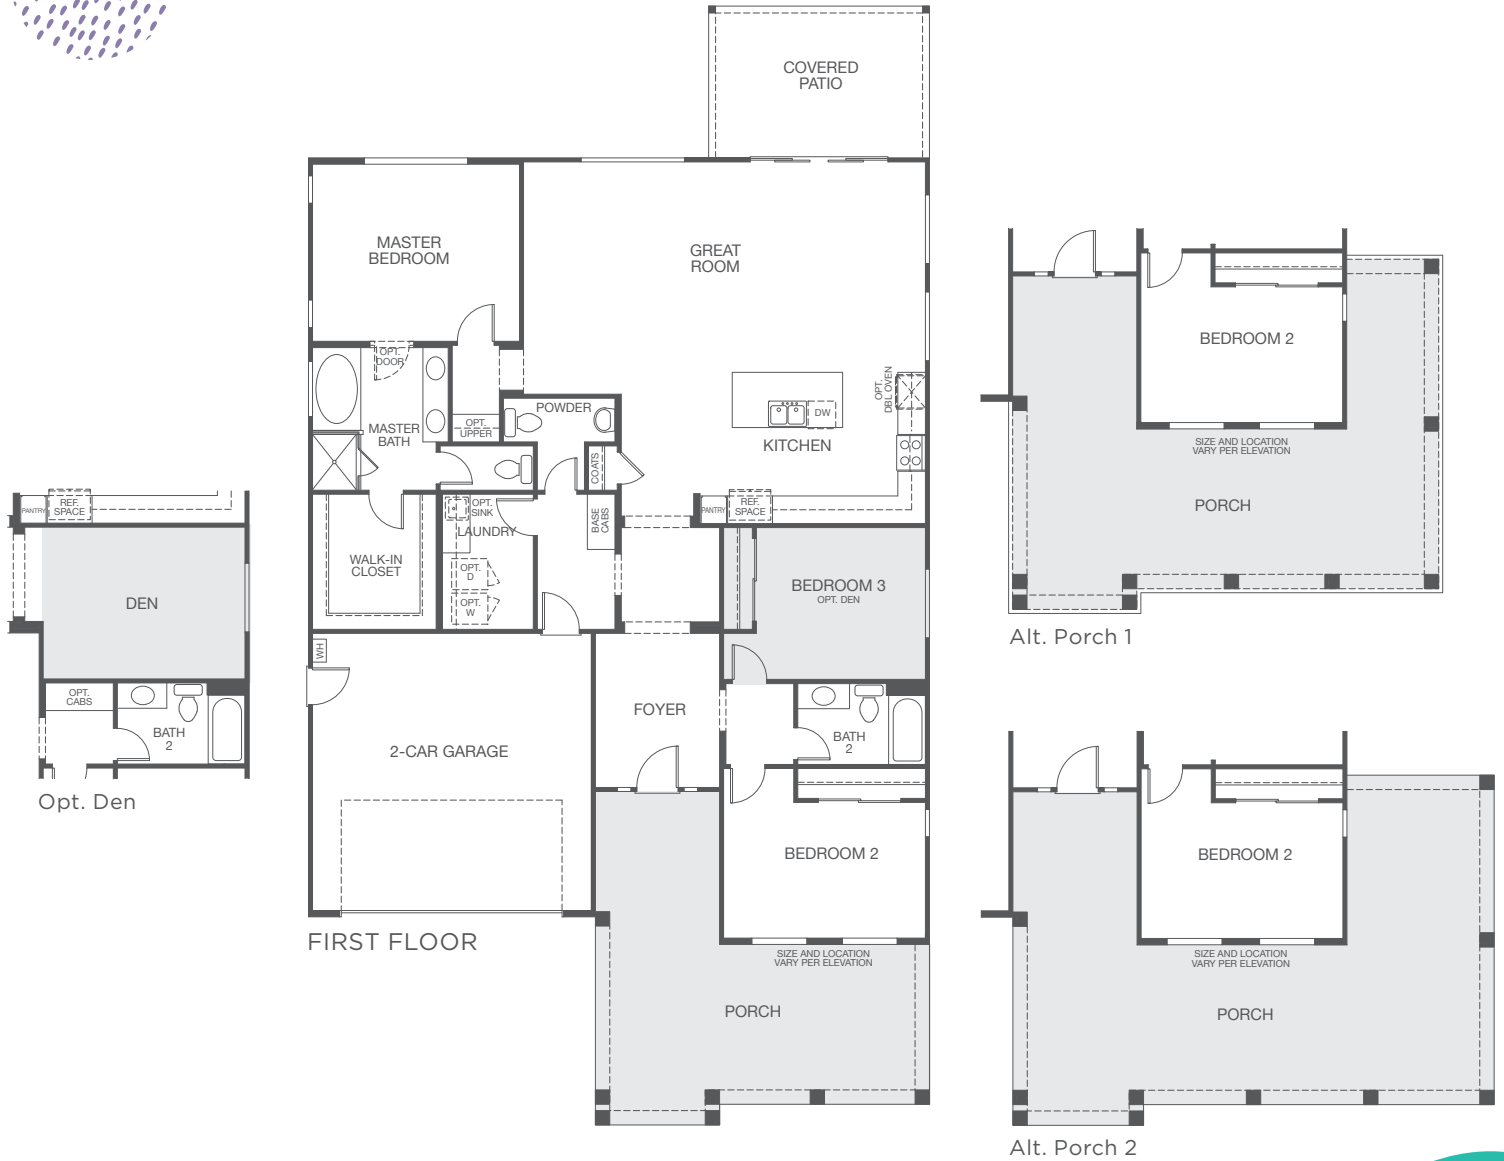 COVERED
PATIO
MASTER
BEDROOM
GREAT
ROOM
OPT.
DOOR
MASTER
BATH
OPT.
UPPER
POWDER
COATS
OPT.
DBL OVEN
DW
KITCHEN
PANTRY
REF.
SPACE
OPT.
SINK
LAUNDRY
BASE
CABS
WALK-IN
CLOSET
OPT.
D
OPT.
W
BEDROOM 3
OPT. DEN
WH
FOYER
2-CAR GARAGE
BATH
2
BEDROOM 2
SIZE AND LOCATION
VARY PER ELEVATION
PORCH
FIRST FLOOR
PANTRY
REF.
SPACE
DEN
OPT.
CABS
BATH
2
Opt. Den
BEDROOM 2
SIZE AND LOCATION
VARY PER ELEVATION
PORCH
Alt. Porch 1
BEDROOM 2
SIZE AND LOCATION
VARY PER ELEVATION
PORCH
Alt. Porch 2